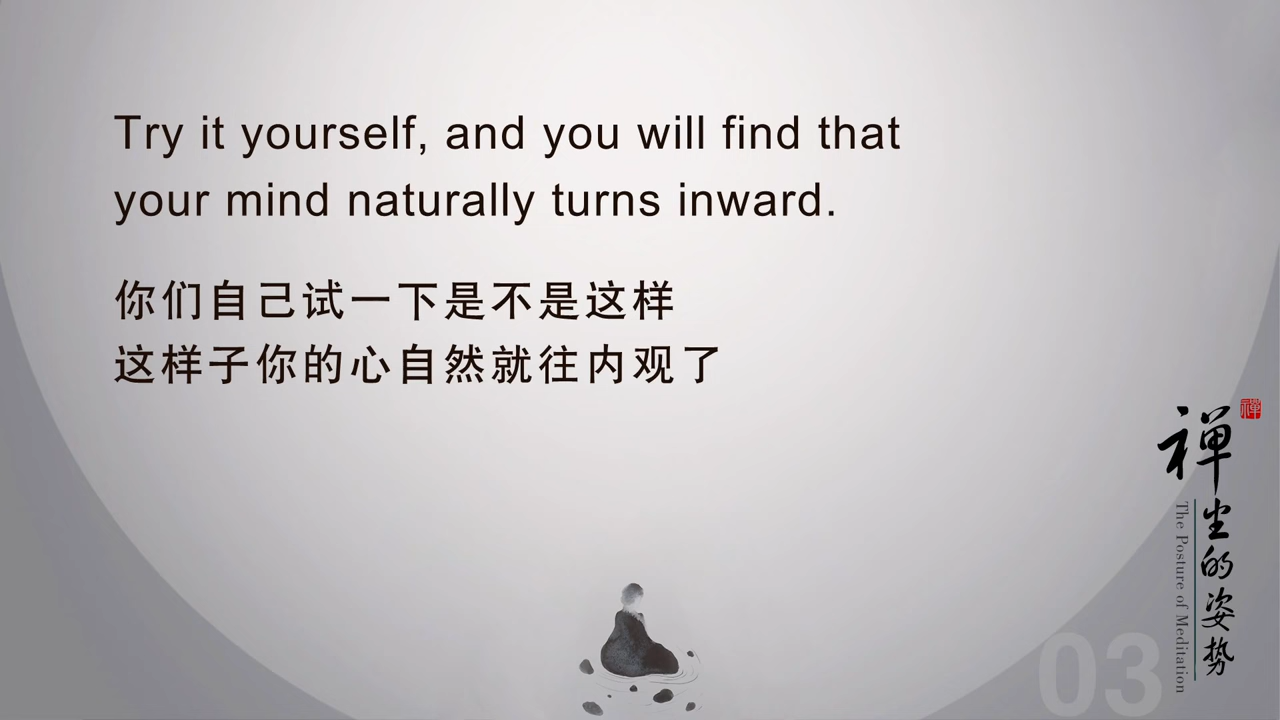 Try it yourself, and you will find that
your mind naturally turns inward.
你们自己试一下是不是这样
这样子你的心自然就往内观了
禅
禅坐的姿势
The Posture of Meditation
03